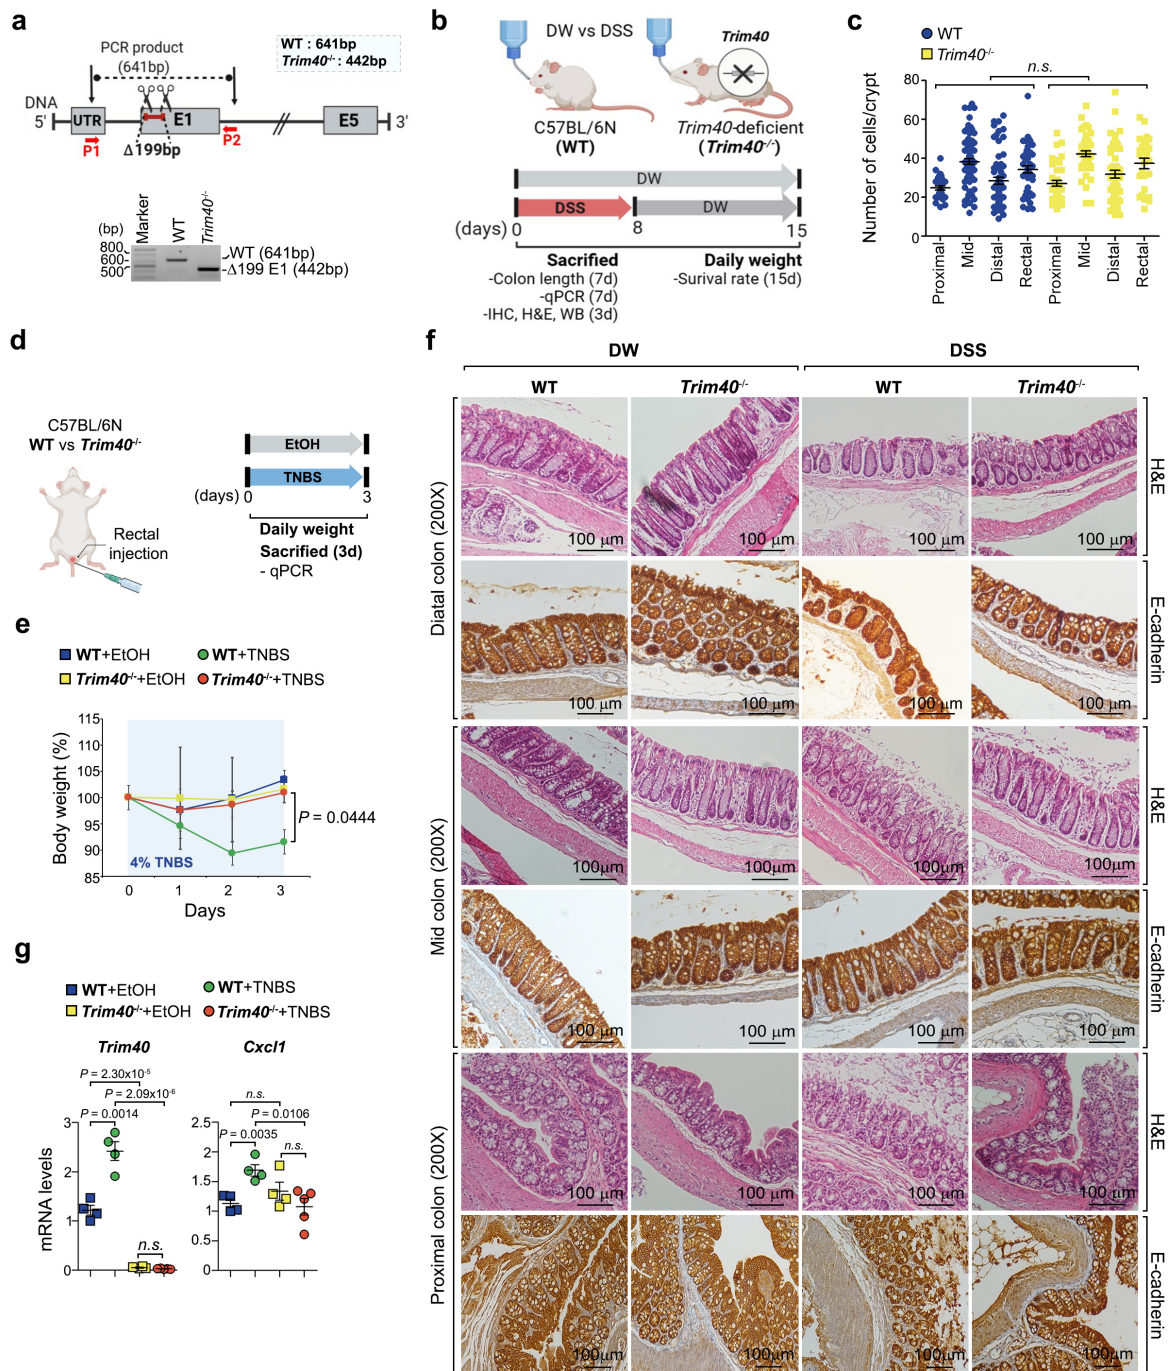 a
PCR product
(641bp)
WT : 641bp
Trim40-/- : 442bp
DNA
5'
UTR
E1
E5
3'
P1
P2
Δ199bp
(bp)
Marker
WT
Trim40-/-
800
600
500
WT (641bp)
Δ199 E1 (442bp)
b
DW vs DSS
Trim40
C57BL/6N
(WT)
Trim40-deficient
(Trim40-/-)
DW
DSS
DW
(days)
0
8
15
Sacrified
-Colon length (7d)
-qPCR (7d)
-IHC, H&E, WB (3d)
Daily weight
-Surival rate (15d)
c
WT
Trim40-/-
n.s.
Number of cells/crypt
80
60
40
20
0
Proximal
Mid
Distal
Rectal
Proximal
Mid
Distal
Rectal
d
C57BL/6N
WT vs Trim40-/-
Rectal
injection
EtOH
TNBS
(days)
0
3
Daily weight
Sacrified (3d)
- qPCR
e
WT+EtOH
WT+TNBS
Trim40-/-+EtOH
Trim40-/-+TNBS
Body weight (%)
115
110
105
100
95
90
85
4% TNBS
P = 0.0444
0
1
2
3
Days
f
DW
DSS
WT
Trim40-/-
WT
Trim40-/-
Diatal colon (200X)
H&E
100 μm
100 μm
100 μm
100 μm
E-cadherin
100 μm
100 μm
100 μm
100 μm
Mid colon (200X)
H&E
100μm
100μm
100μm
100μm
E-cadherin
100 μm
100 μm
100 μm
100 μm
Proximal colon (200X)
H&E
100 μm
100 μm
100 μm
100 μm
E-cadherin
100μm
100μm
100μm
100μm
g
WT+EtOH
WT+TNBS
Trim40-/-+EtOH
Trim40-/-+TNBS
Trim40
P = 2.30x10-5
P = 2.09x10-6
P = 0.0014
n.s.
mRNA levels
3
2
1
0
Cxcl1
n.s.
P = 0.0106
P = 0.0035
n.s.
2.5
2
1.5
1
0.5
0